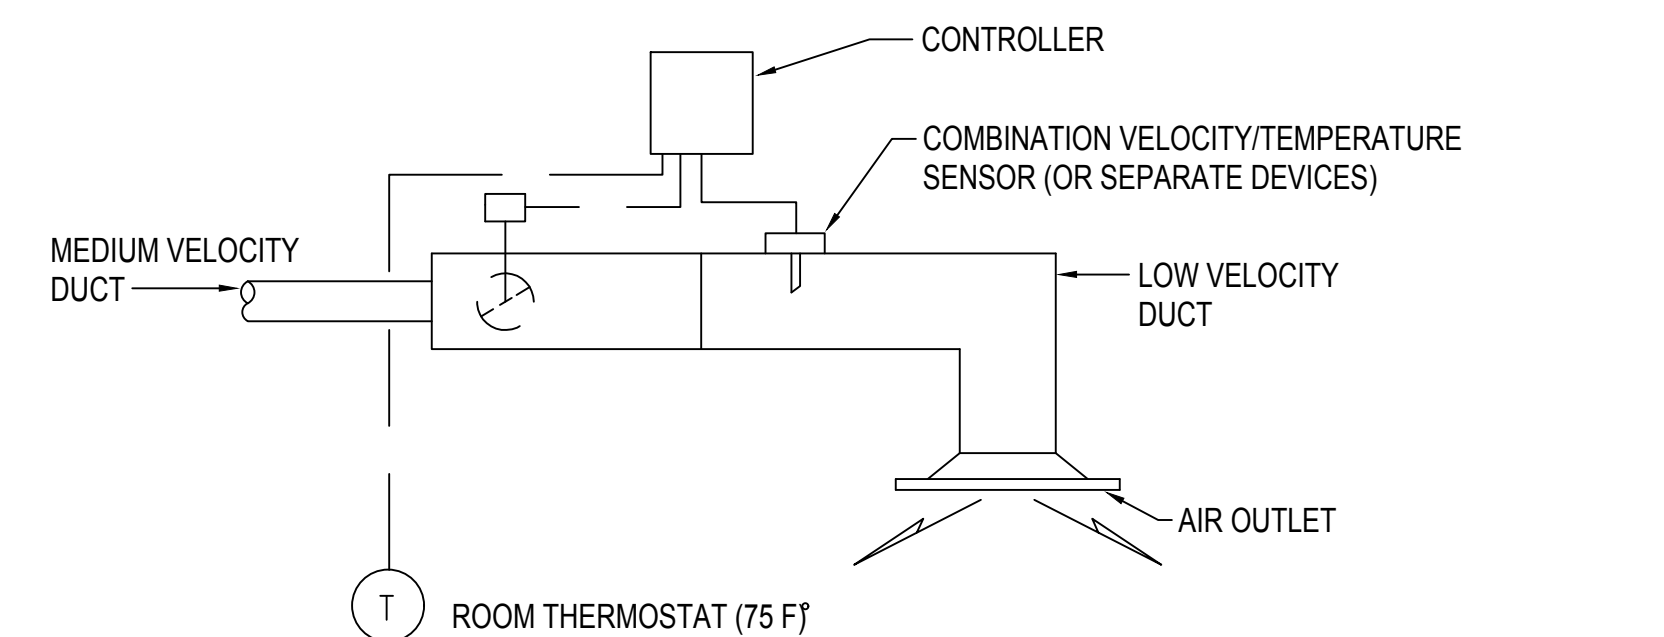 CONTROLLER
COMBINATION VELOCITY/TEMPERATURE
SENSOR (OR SEPARATE DEVICES)
MEDIUM VELOCITY
DUCT
LOW VELOCITY
DUCT
AIR OUTLET
T
ROOM THERMOSTAT (75 F)°